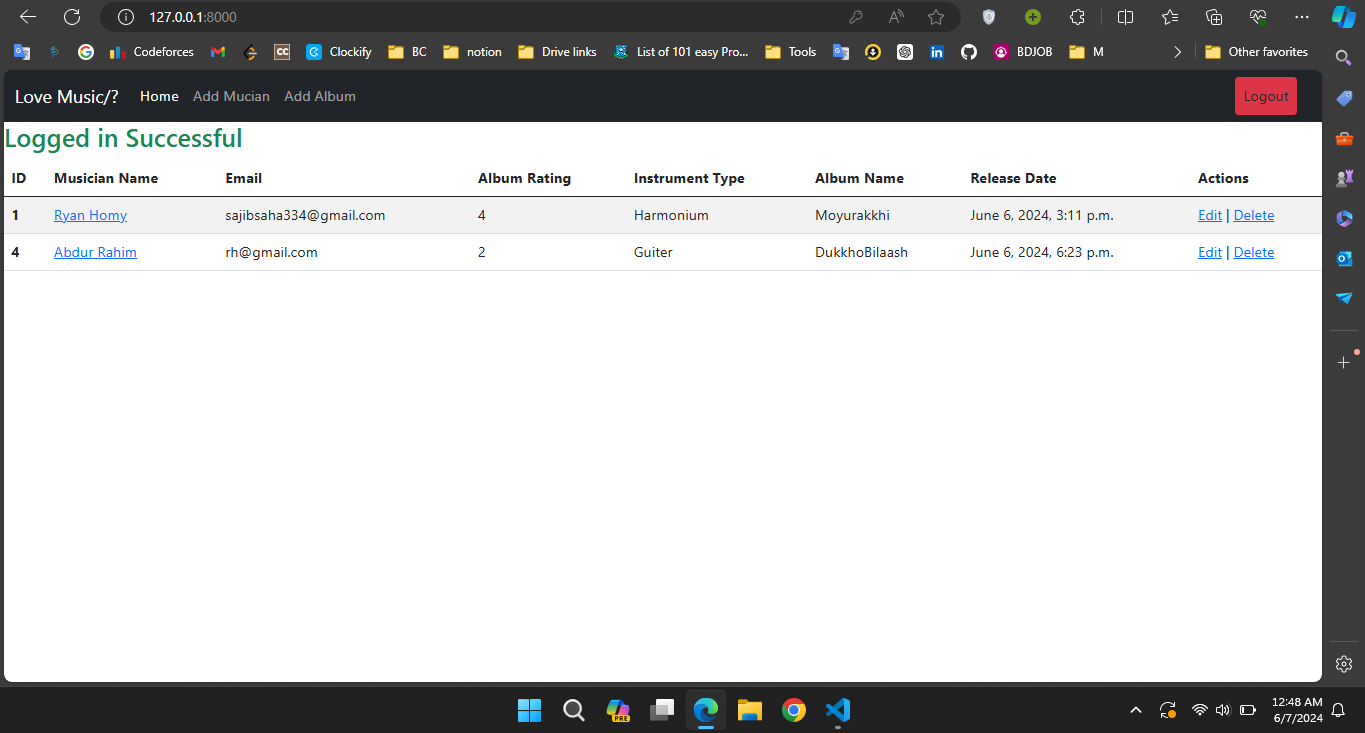 127.0.0.1:8000
Codeforces CC Clockify BC notion Drive links List of 101 easy Pro... Tools BDJOB M Other favorites
Love Music/? Home Add Mucian Add Album Logout
Logged in Successful
ID Musician Name Email Album Rating Instrument Type Album Name Release Date Actions
1 Ryan Homy sajibsaha334@gmail.com 4 Harmonium Moyurakkhi June 6, 2024, 3:11 p.m. Edit | Delete
4 Abdur Rahim rh@gmail.com 2 Guiter DukkhoBilaash June 6, 2024, 6:23 p.m. Edit | Delete
PRE
12:48 AM
6/7/2024